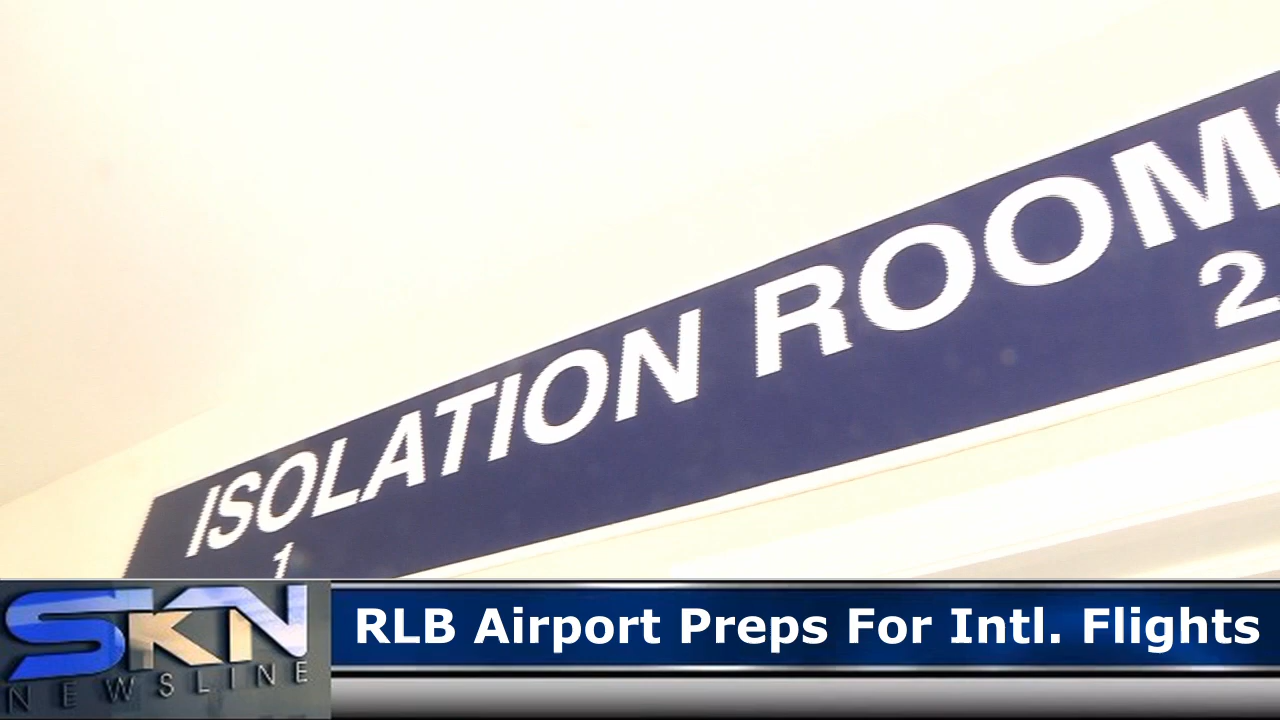 ISOLATION ROOMS
1 2
SKN
NEWSLINE
RLB Airport Preps For Intl. Flights